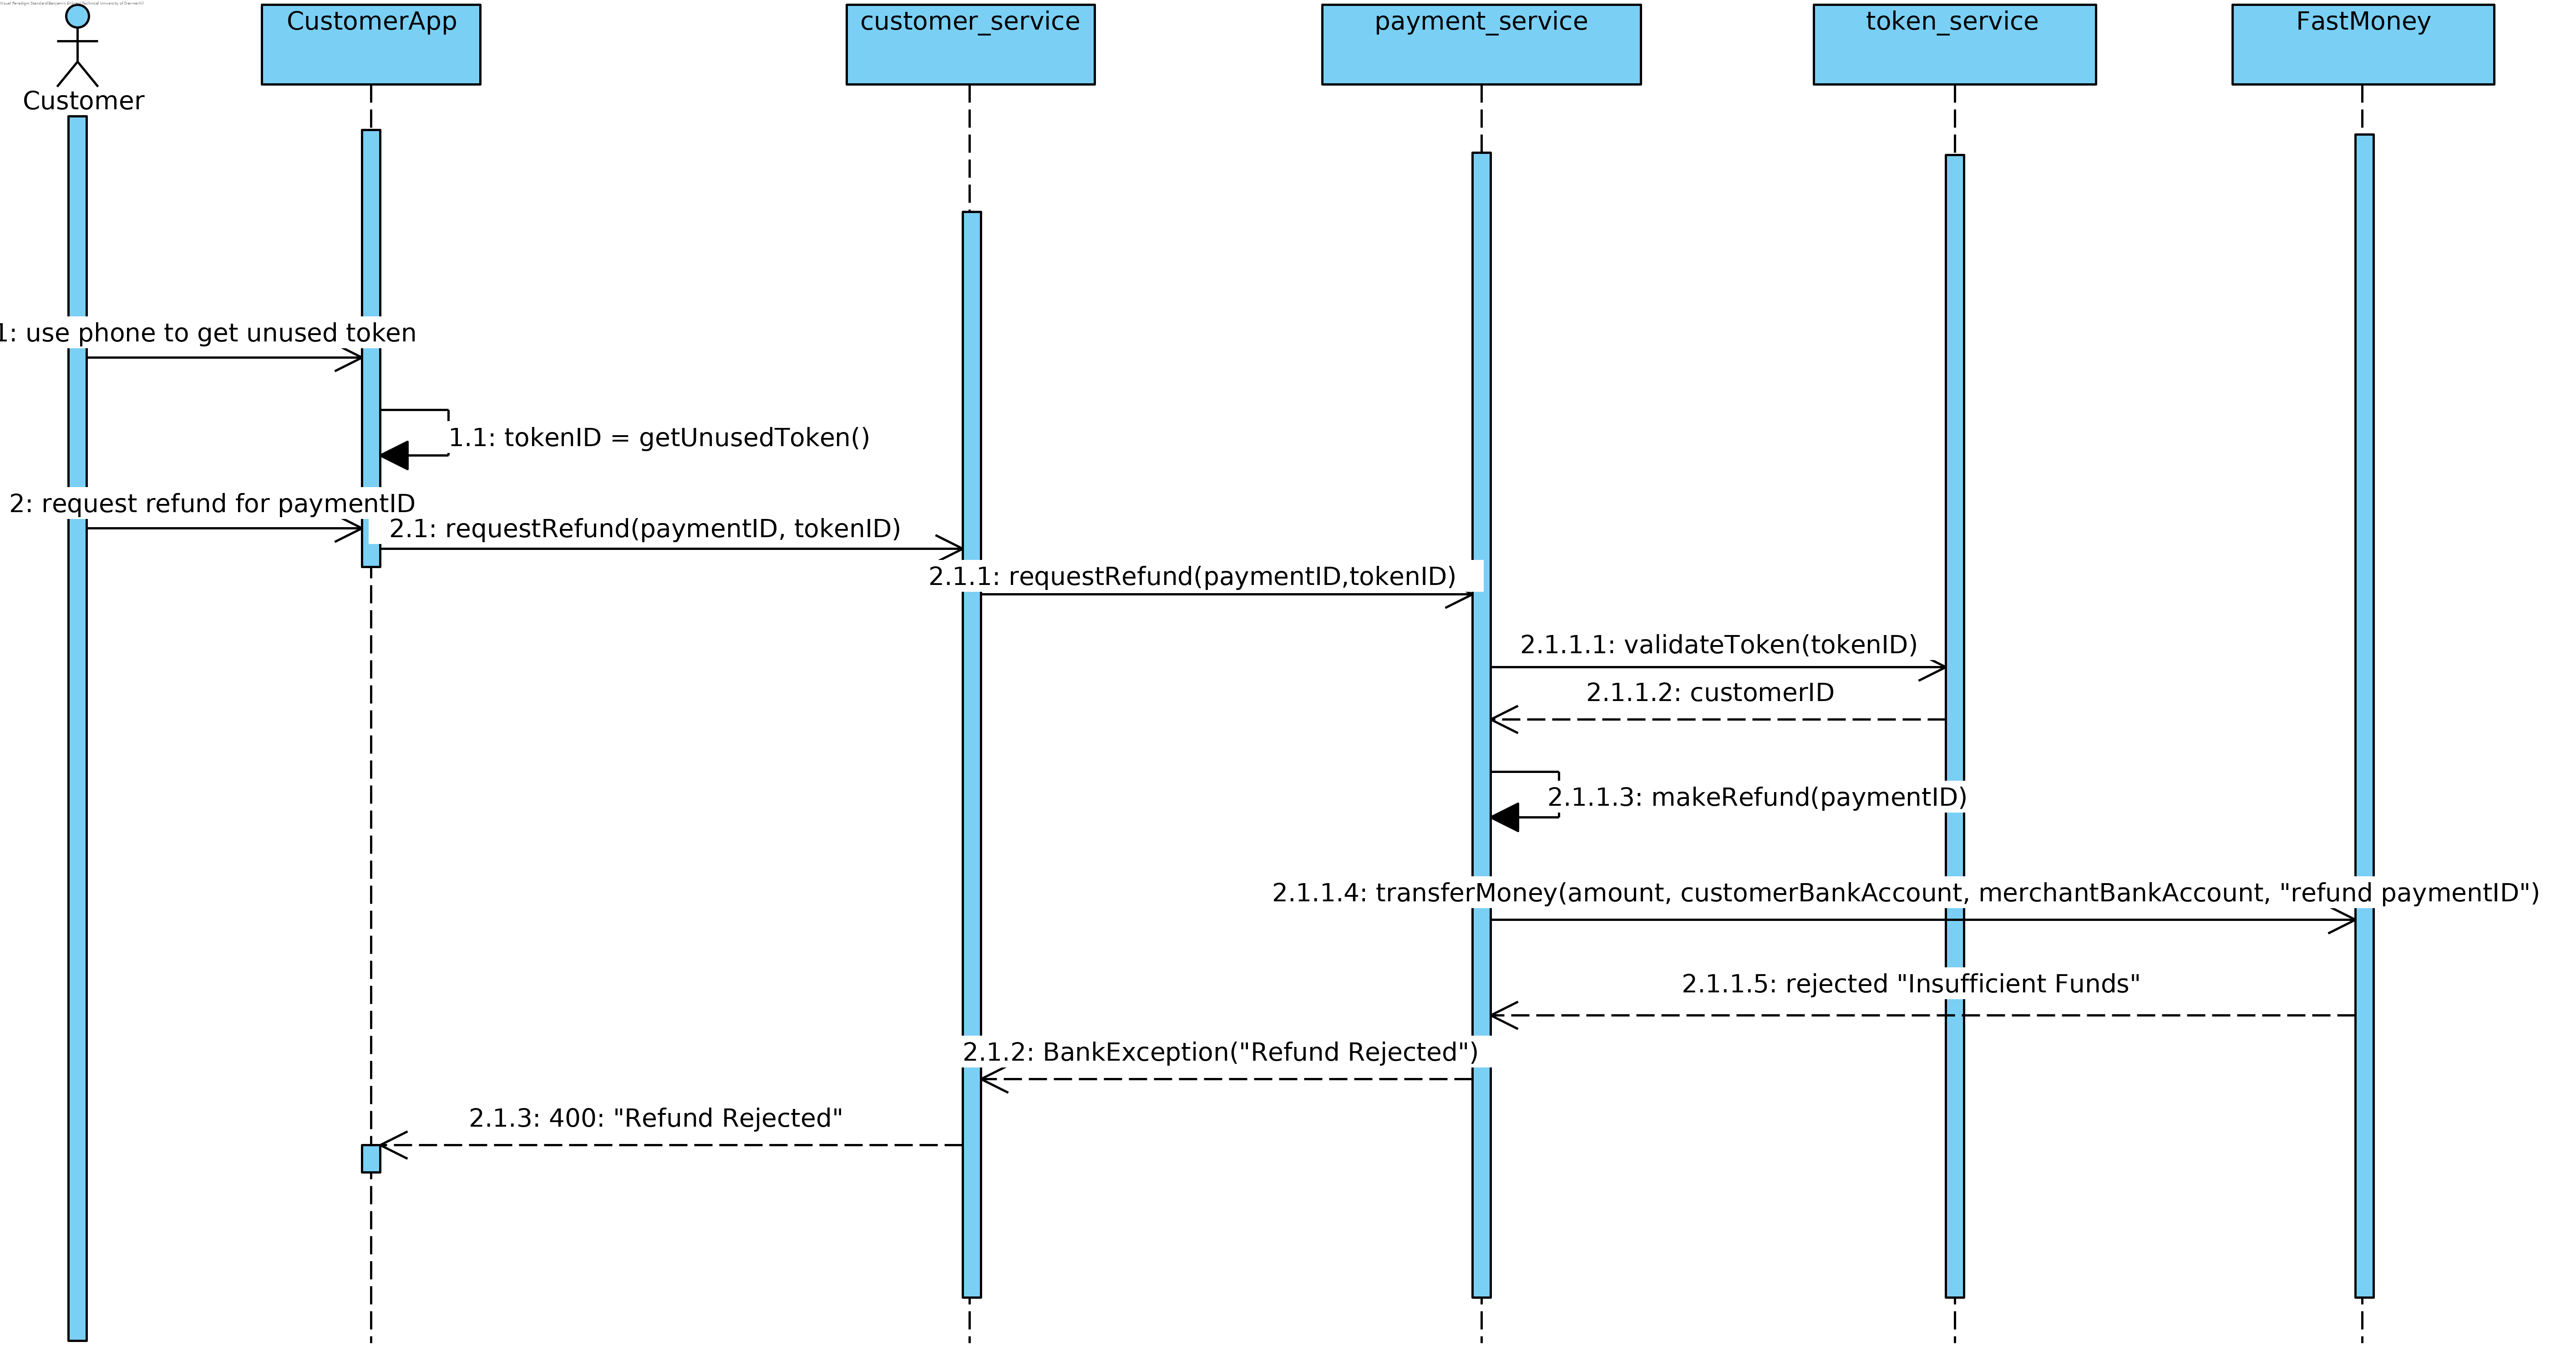 CustomerApp
customer_service
payment_service
token_service
FastMoney
Customer
1: use phone to get unused token
1.1: tokenID = getUnusedToken()
2: request refund for paymentID
2.1: requestRefund(paymentID, tokenID)
2.1.1: requestRefund(paymentID,tokenID)
2.1.1.1: validateToken(tokenID)
2.1.1.2: customerID
2.1.1.3: makeRefund(paymentID)
2.1.1.4: transferMoney(amount, customerBankAccount, merchantBankAccount, "refund paymentID")
2.1.1.5: rejected "Insufficient Funds"
2.1.2: BankException("Refund Rejected")
2.1.3: 400: "Refund Rejected"